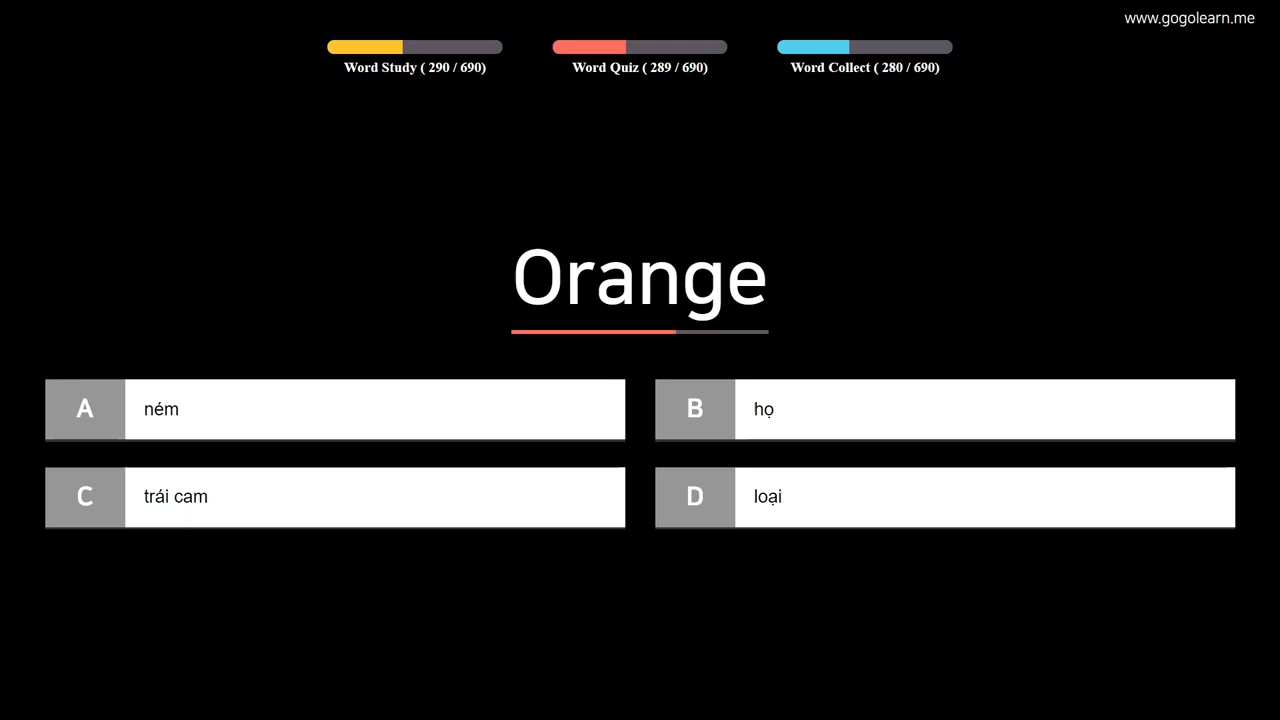 www.gogolearn.me
Word Study ( 290 / 690)
Word Quiz ( 289 / 690)
Word Collect ( 280 / 690)
Orange
A
ném
B
họ
C
trái cam
D
loại